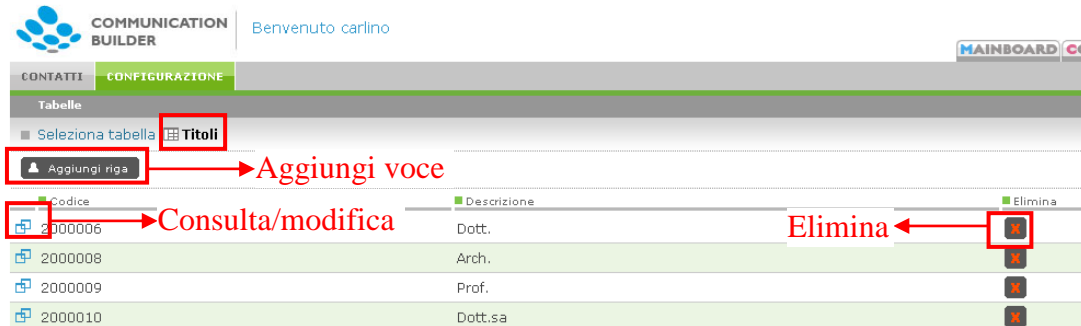 COMMUNICATION
BUILDER
Benvenuto carlino
MAINBOARD
CONTATTI CONFIGURAZIONE
Tabelle
Seleziona tabella Titoli
Aggiungi riga Aggiungi voce
Codice Descrizione Elimina
2000006 Consulta/modifica Dott. Elimina X
2000008 Arch. X
2000009 Prof. X
2000010 Dott.sa X